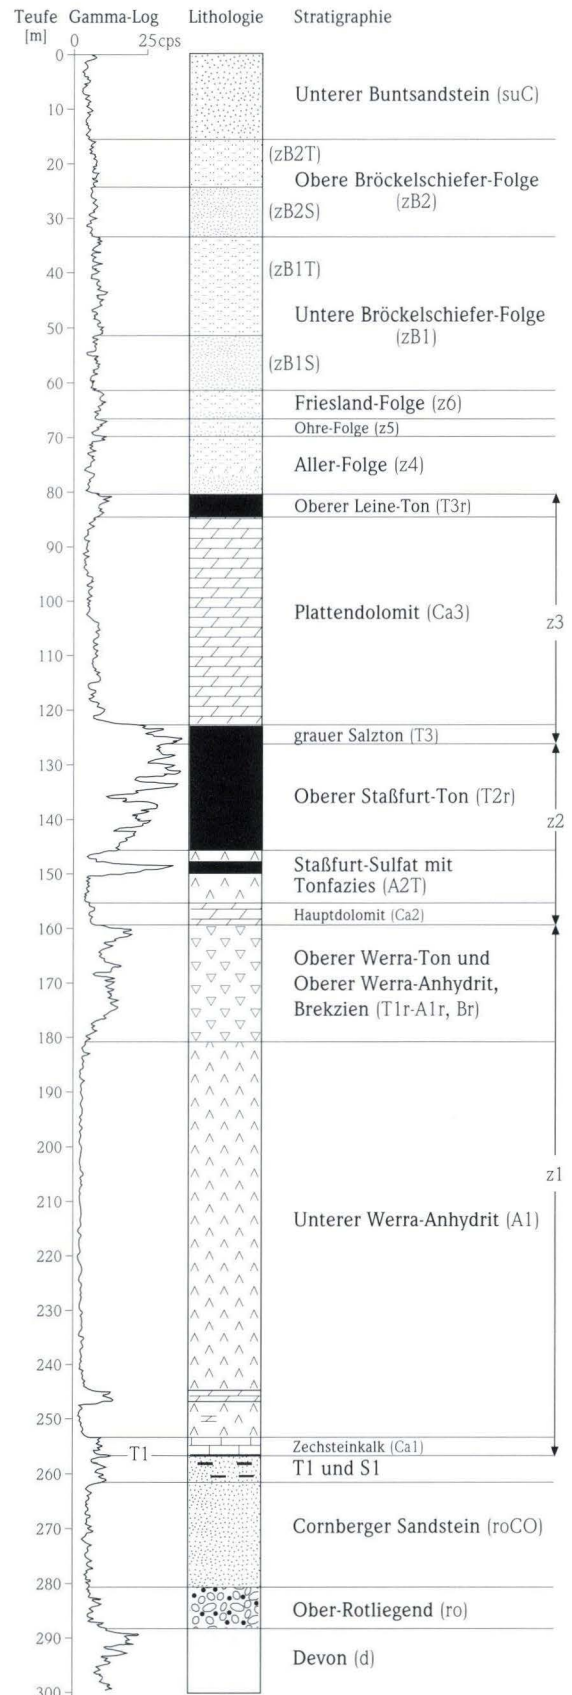 Teufe Gamma-Log Lithologie Stratigraphie
[m] 0 25 cps
0
Unterer Buntsandstein (suC)
10
(zB2T)
20
Obere Bröckelschiefer-Folge
(zB2)
(zB2S)
30
(zB1T)
40
Untere Bröckelschiefer-Folge
50
(zB1)
(zB1S)
60
Friesland-Folge (z6)
Ohre-Folge (z5)
70
Aller-Folge (z4)
80
Oberer Leine-Ton (T3r)
90
100
Plattendolomit (Ca3)
z3
110
120
grauer Salzton (T3)
130
Oberer Staßfurt-Ton (T2r)
140
z2
Staßfurt-Sulfat mit
150
Tonfazies (A2T)
Hauptdolomit (Ca2)
160
Oberer Werra-Ton und
170
Oberer Werra-Anhydrit,
Brekzien (T1r-A1r, Br)
180
190
200
z1
210
Unterer Werra-Anhydrit (A1)
220
230
240
250
Zechsteinkalk (Ca1)
T1
260
T1 und S1
270
Cornberger Sandstein (roCO)
280
Ober-Rotliegend (ro)
290
Devon (d)
300